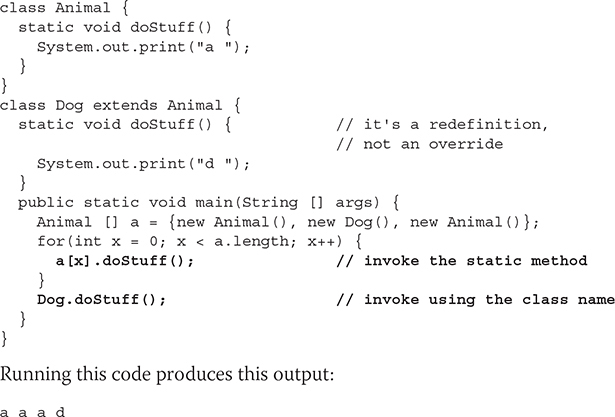 class Animal {
  static void doStuff() {
    System.out.print("a ");
  }
}
class Dog extends Animal {
  static void doStuff() {           // it's a redefinition,
                                    // not an override
    System.out.print("d ");
  }
  public static void main(String [] args) {
    Animal [] a = {new Animal(), new Dog(), new Animal()};
    for(int x = 0; x < a.length; x++) {
      a[x].doStuff();               // invoke the static method
    }
    Dog.doStuff();                  // invoke using the class name
  }
}
Running this code produces this output:
a a a d